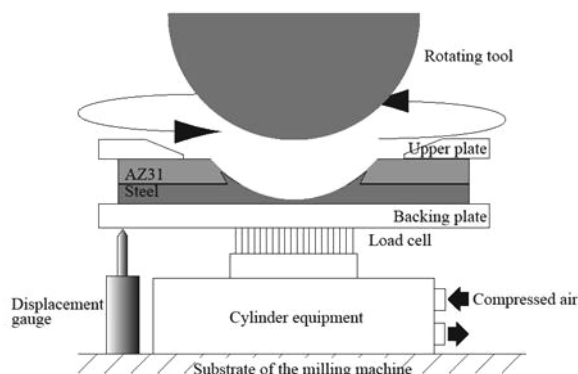 Rotating tool
Upper plate
AZ31
Steel
Backing plate
Load cell
Displacement
gauge
Cylinder equipment
Compressed air
Substrate of the milling machine